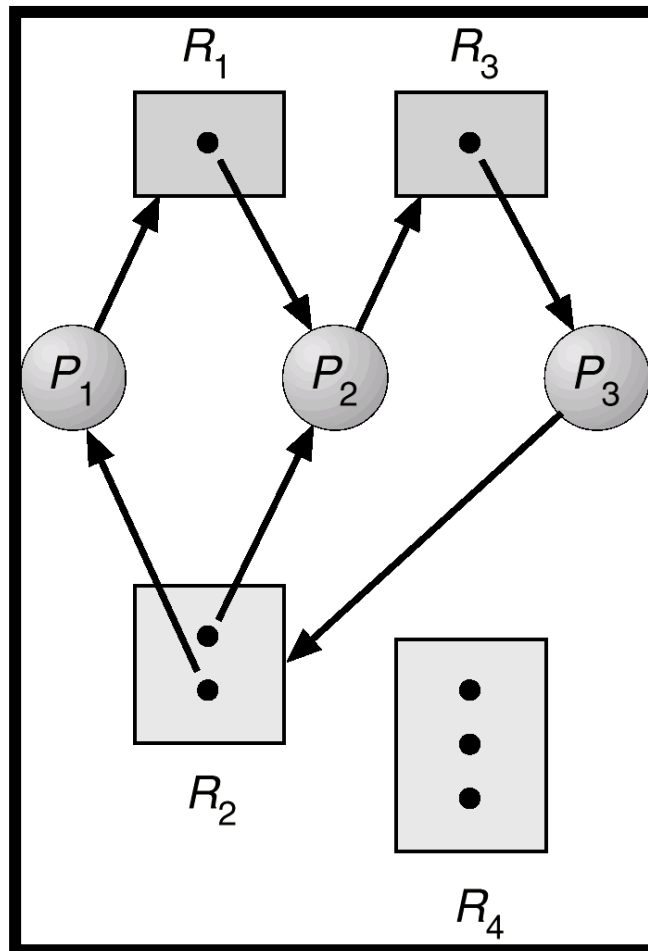 R₁ R₃
P₁ P₂ P₃
R₂
R₄